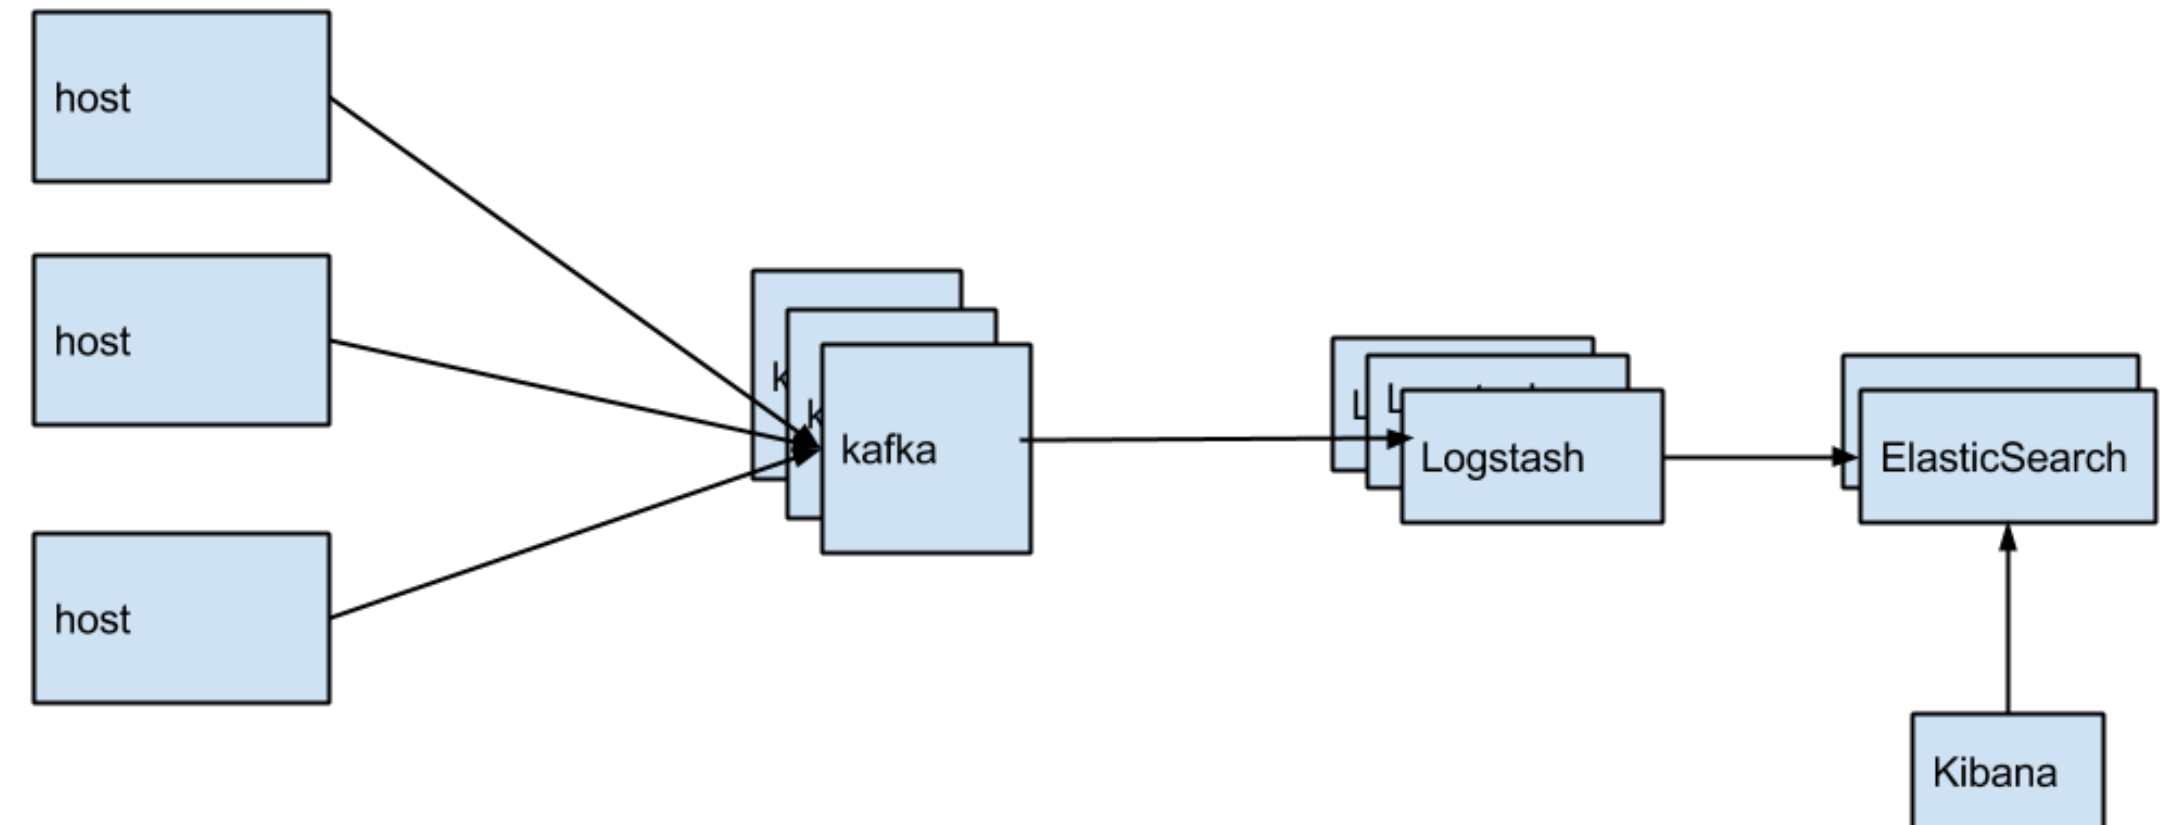 host
host
host
kafka
Logstash
ElasticSearch
Kibana